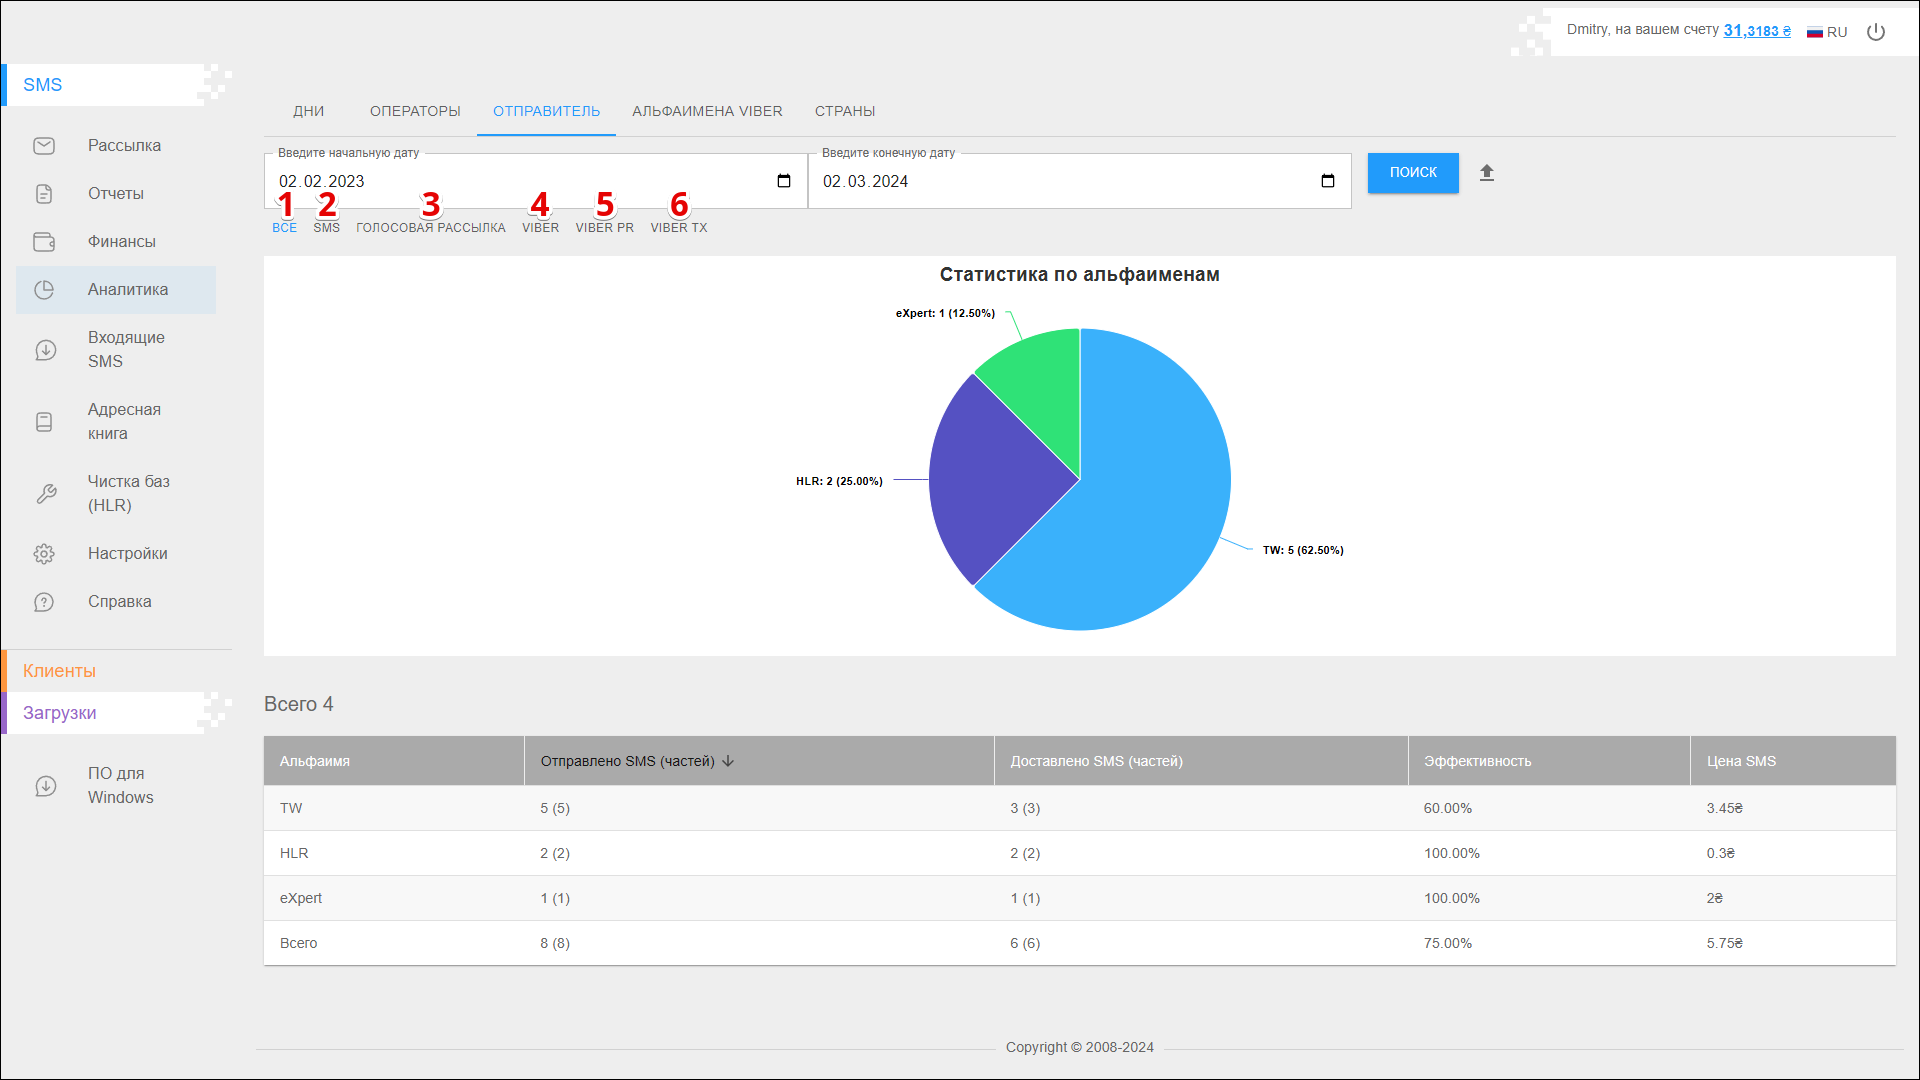 Dmitry, на вашем счету 31,3183 ₴ RU
SMS
Рассылка
Отчеты
Финансы
Аналитика
Входящие
SMS
Адресная
книга
Чистка баз
(HLR)
Настройки
Справка
Клиенты
Загрузки
ПО для
Windows
ДНИ ОПЕРАТОРЫ ОТПРАВИТЕЛЬ АЛЬФАИМЕНА VIBER СТРАНЫ
Введите начальную дату Введите конечную дату
02.02.2023 02.03.2024 ПОИСК
1 2 3 4 5 6
ВСЕ SMS ГОЛОСОВАЯ РАССЫЛКА VIBER VIBER PR VIBER TX
Статистика по альфаименам
eXpert: 1 (12.50%)
HLR: 2 (25.00%)
TW: 5 (62.50%)
Всего 4
Альфаимя Отправлено SMS (частей) Доставлено SMS (частей) Эффективность Цена SMS
TW 5 (5) 3 (3) 60.00% 3.45₴
HLR 2 (2) 2 (2) 100.00% 0.3₴
eXpert 1 (1) 1 (1) 100.00% 2₴
Всего 8 (8) 6 (6) 75.00% 5.75₴
Copyright © 2008-2024